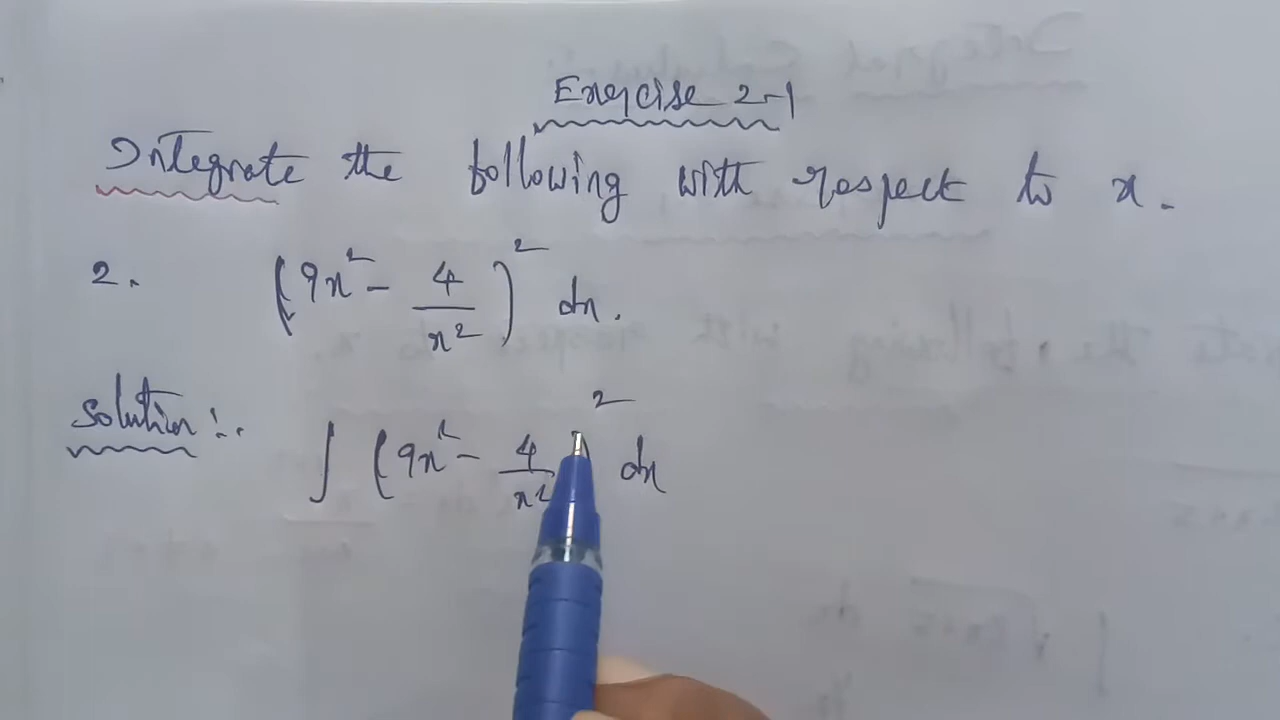 Exercise 2-1
Integrate the following with respect to x.
2. (9x² - 4/x²)² dx.
Solution:-
∫ (9x² - 4/x²)² dx